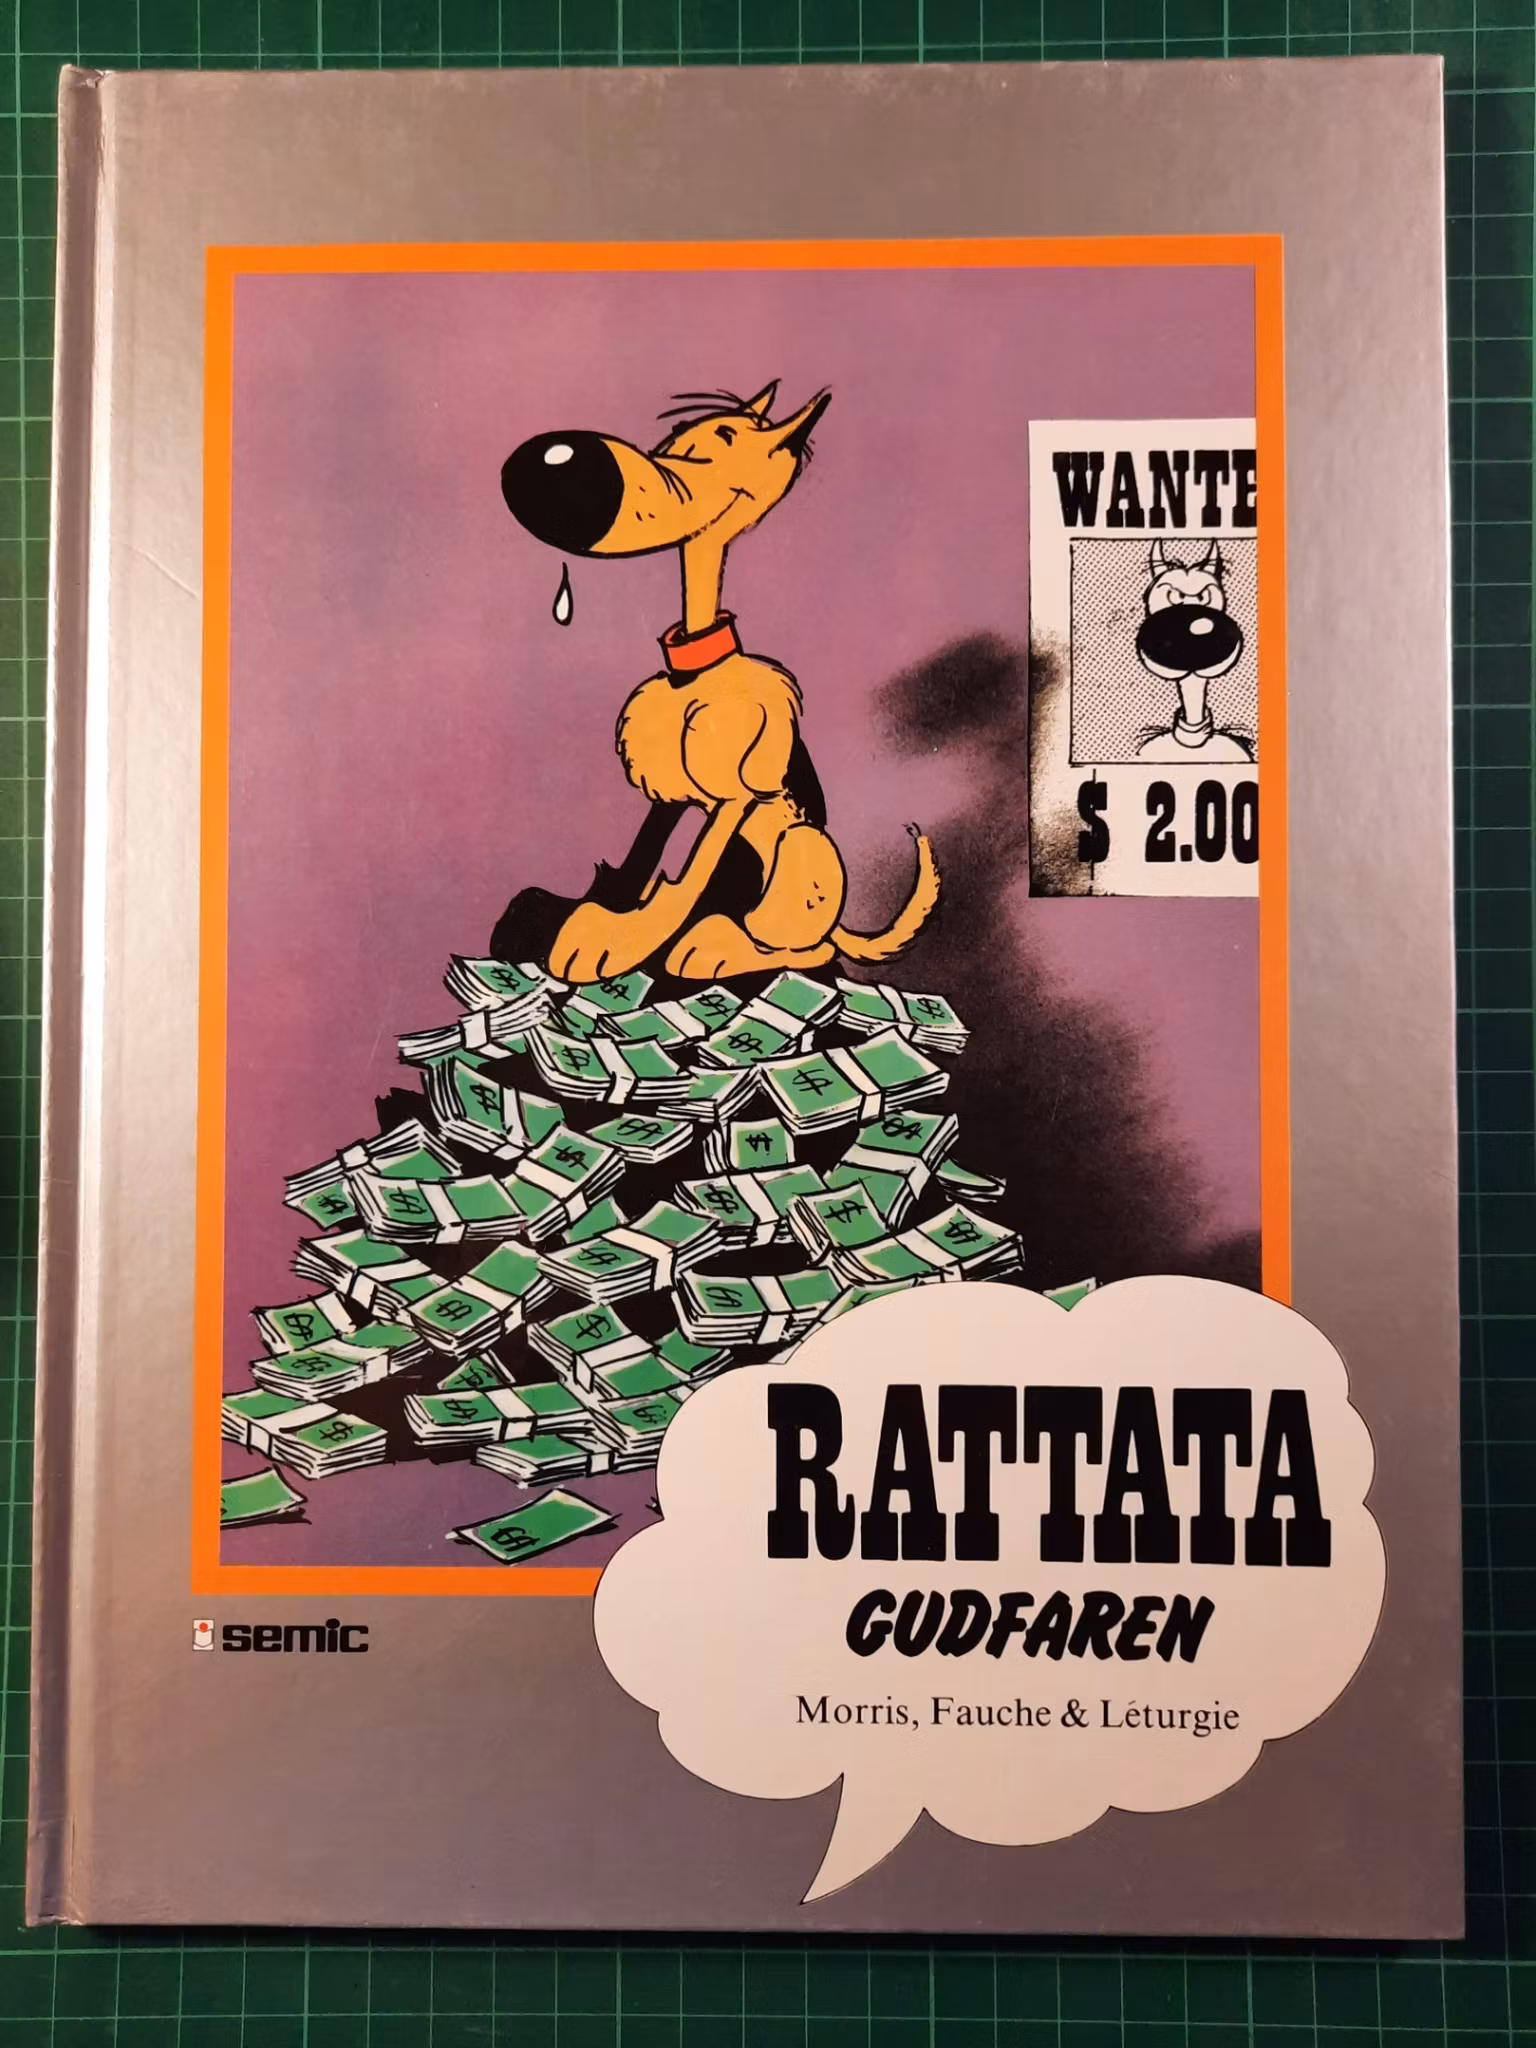 WANTE
$ 2.00
RATTATA
GUDFAREN
Morris, Fauche & Léturgie
semic